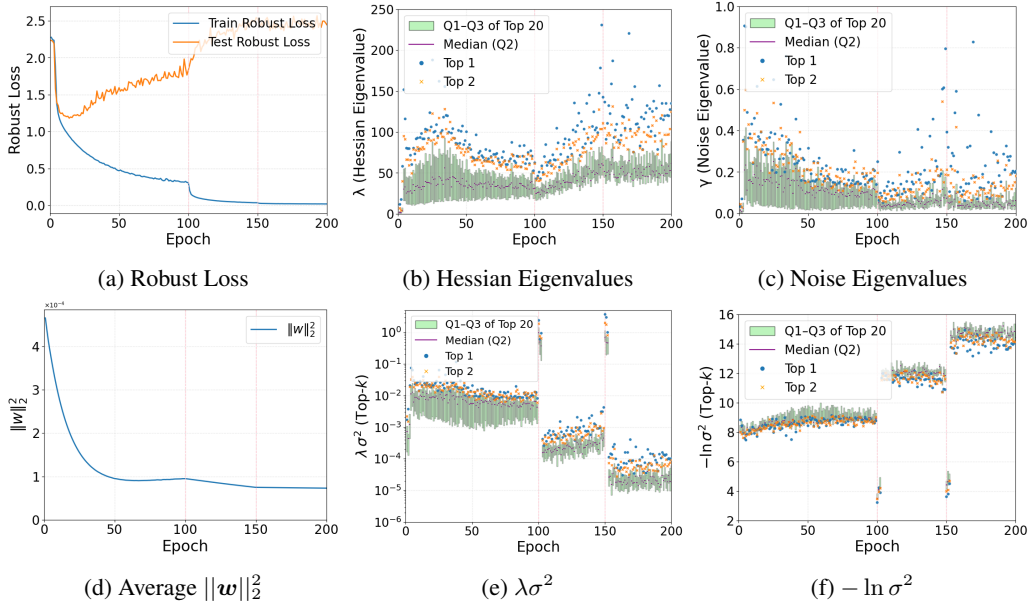 Train Robust Loss
Test Robust Loss
Robust Loss
2.5
2.0
1.5
1.0
0.5
0.0
0 50 100 150 200
Epoch
(a) Robust Loss
Q1–Q3 of Top 20
Median (Q2)
Top 1
Top 2
λ (Hessian Eigenvalue)
250
200
150
100
50
0
0 50 100 150 200
Epoch
(b) Hessian Eigenvalues
Q1–Q3 of Top 20
Median (Q2)
Top 1
Top 2
γ (Noise Eigenvalue)
1.0
0.8
0.6
0.4
0.2
0.0
0 50 100 150 200
Epoch
(c) Noise Eigenvalues
×10⁻⁴
‖w‖₂²
‖w‖₂²
4
3
2
1
0
0 50 100 150 200
Epoch
(d) Average ||w||₂²
Q1–Q3 of Top 20
Median (Q2)
Top 1
Top 2
λσ² (Top-k)
10⁰
10⁻¹
10⁻²
10⁻³
10⁻⁴
10⁻⁵
10⁻⁶
0 50 100 150 200
Epoch
(e) λσ²
Q1–Q3 of Top 20
Median (Q2)
Top 1
Top 2
−ln σ² (Top-k)
16
14
12
10
8
6
4
2
0 50 100 150 200
Epoch
(f) − ln σ²